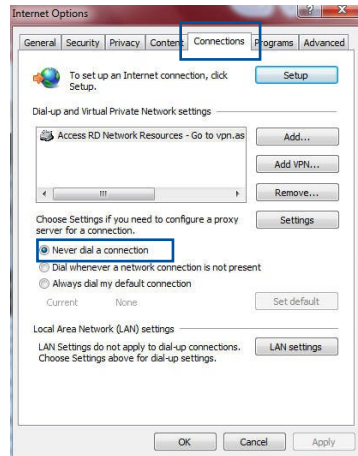 Internet Options
General Security Privacy Content Connections Programs Advanced
To set up an Internet connection, click
Setup.
Setup
Dial-up and Virtual Private Network settings
Access RD Network Resources - Go to vpn.as
Add...
Add VPN...
Remove...
Choose Settings if you need to configure a proxy
server for a connection.
Settings
Never dial a connection
Dial whenever a network connection is not present
Always dial my default connection
Current None
Set default
Local Area Network (LAN) settings
LAN Settings do not apply to dial-up connections.
Choose Settings above for dial-up settings.
LAN settings
OK Cancel Apply